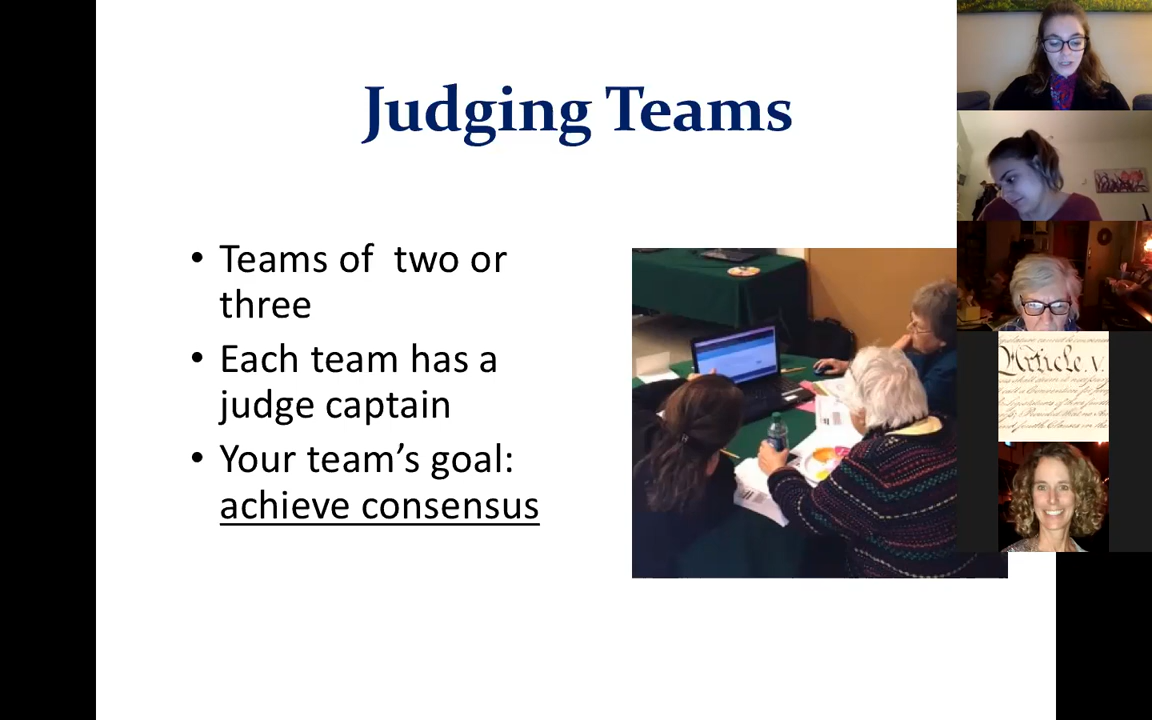 Judging Teams
• Teams of two or
three
• Each team has a
judge captain
• Your team’s goal:
achieve consensus
Article. V.